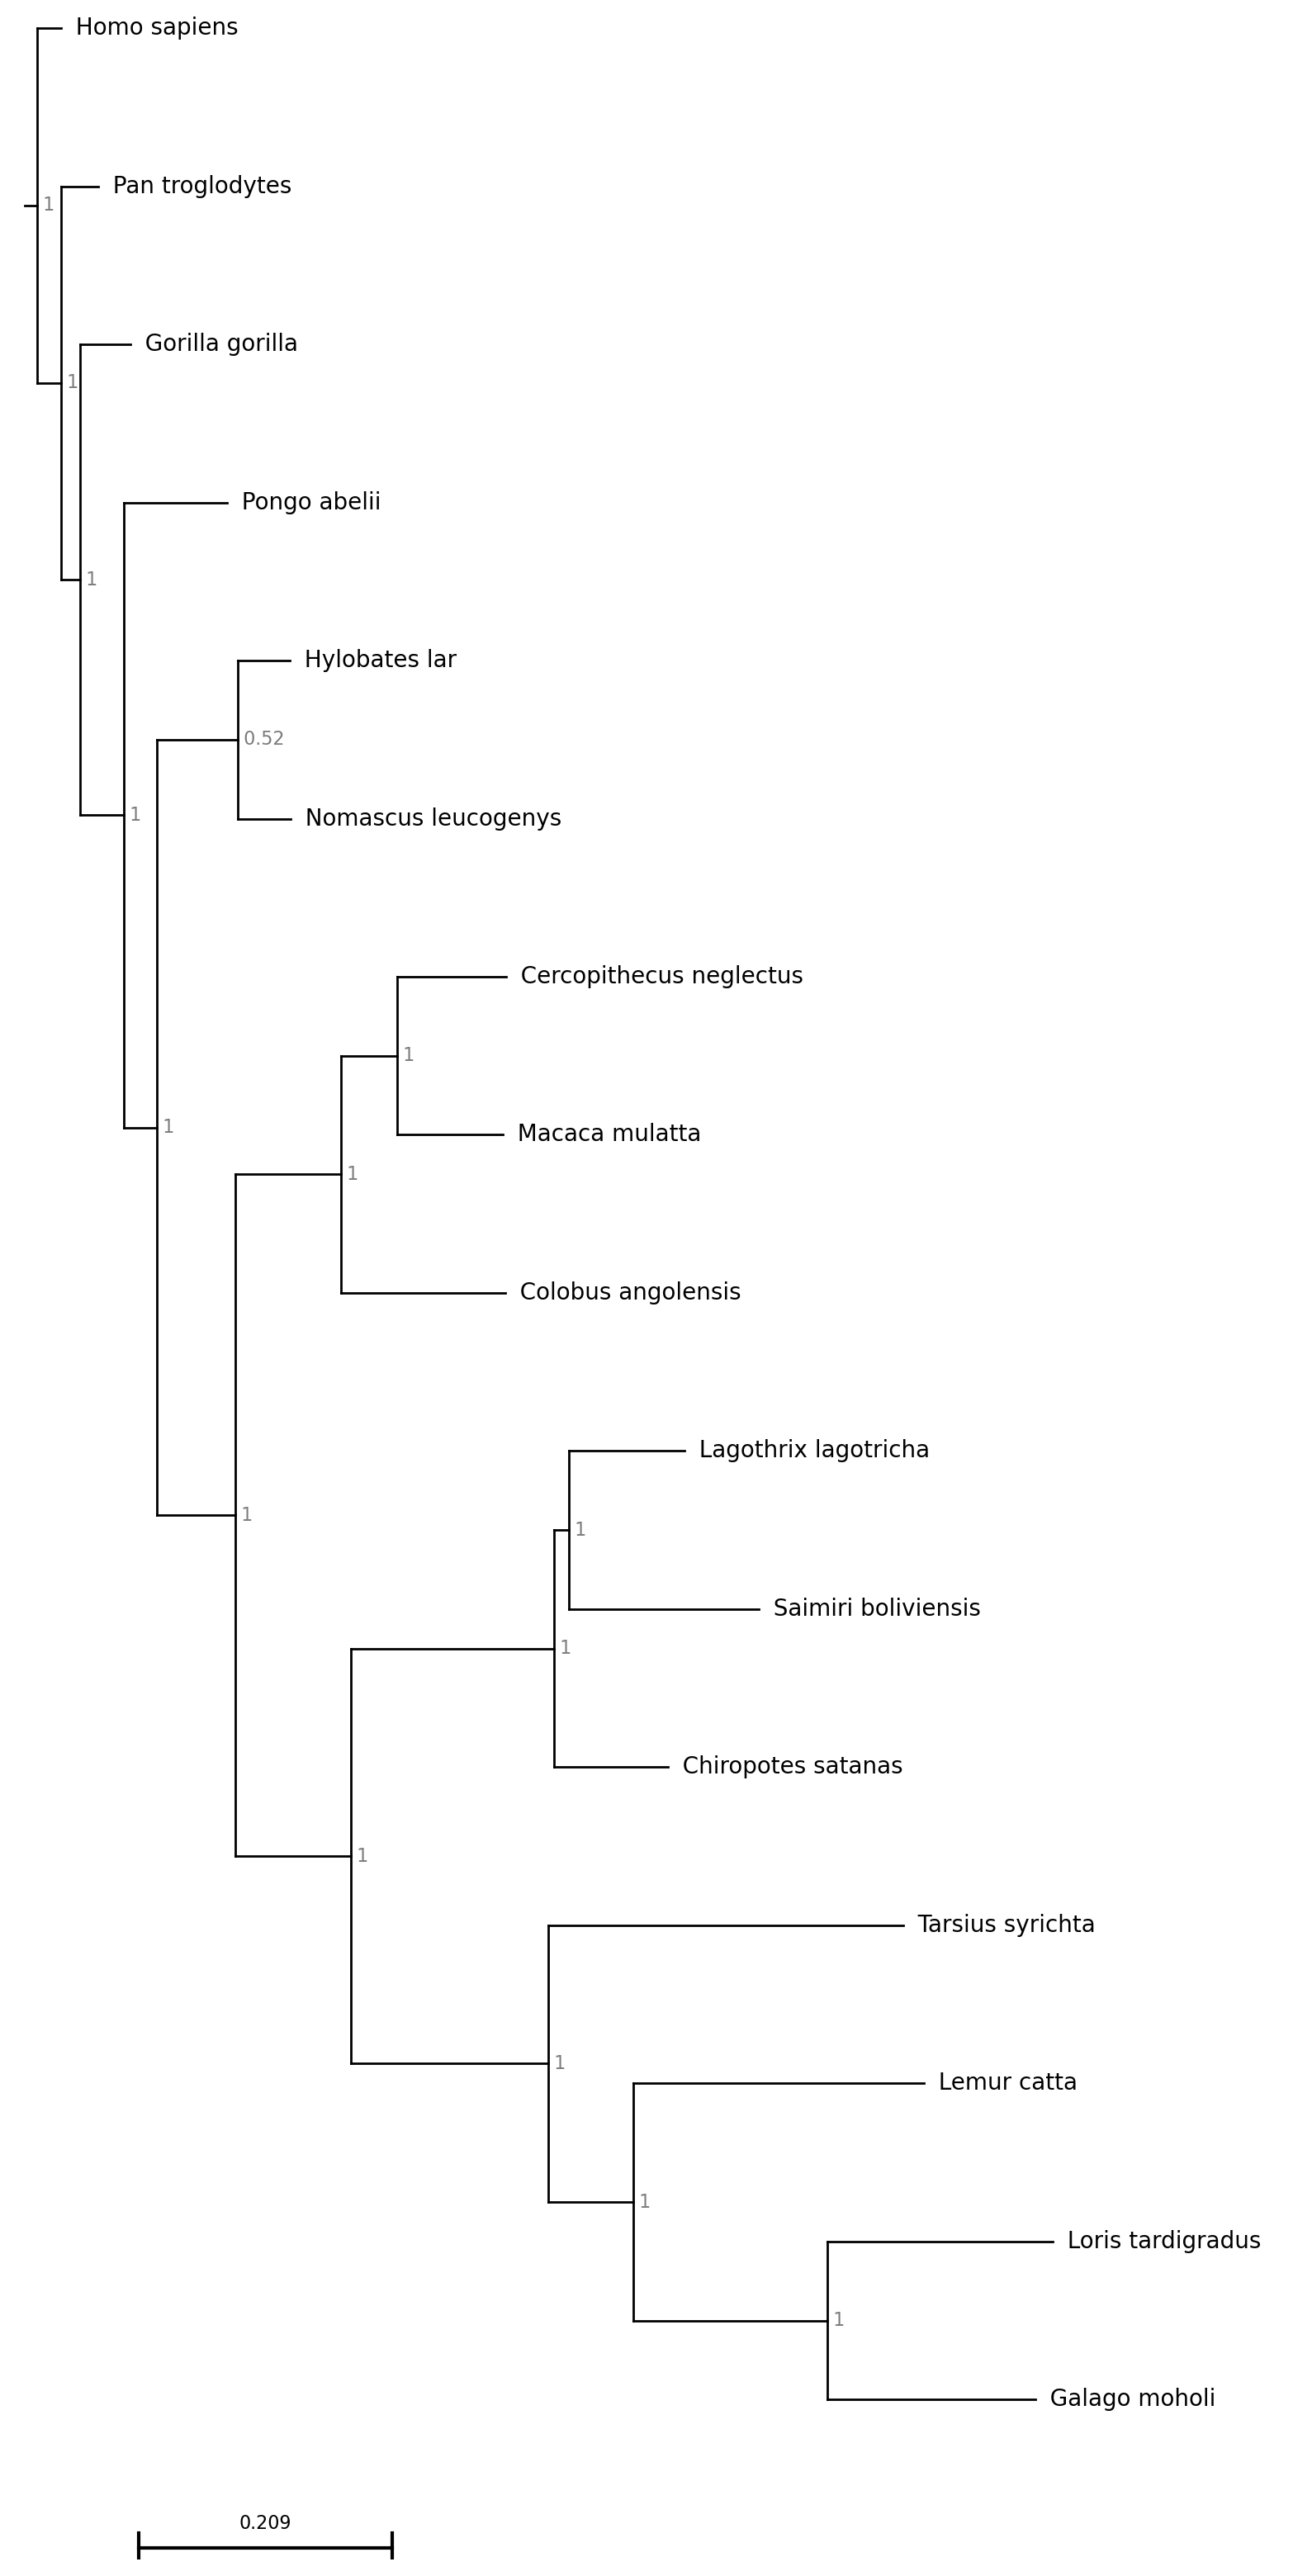 Homo sapiens
Pan troglodytes
1
Gorilla gorilla
1
Pongo abelii
1
Hylobates lar
0.52
Nomascus leucogenys
1
Cercopithecus neglectus
1
Macaca mulatta
1
1
Colobus angolensis
Lagothrix lagotricha
1
1
Saimiri boliviensis
1
Chiropotes satanas
1
Tarsius syrichta
1
Lemur catta
1
Loris tardigradus
1
Galago moholi
0.209